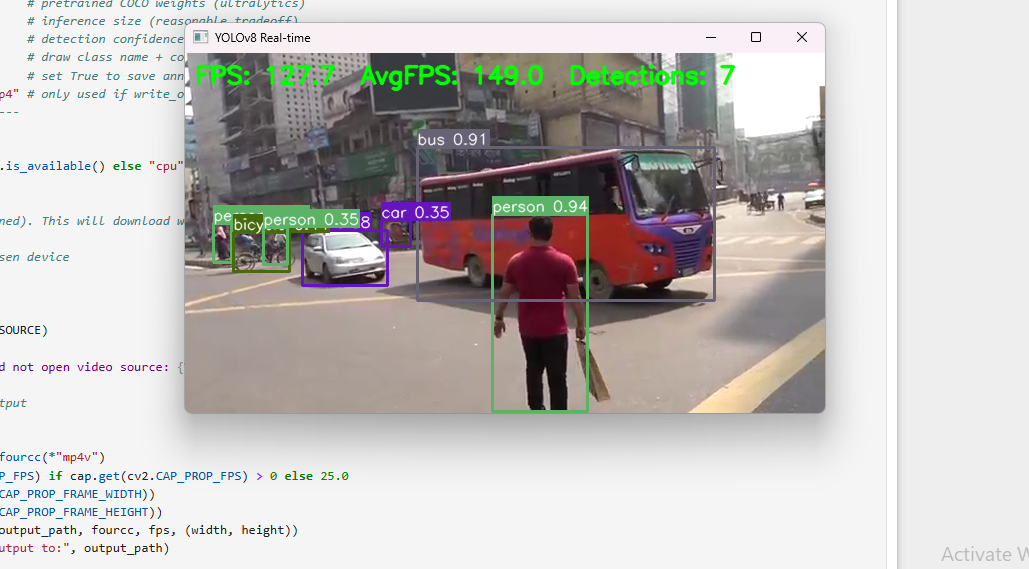 # pretrained COCO weights (ultralytics)
# inference size (reasonable tradeoff)
# detection confidence
# draw class name + co
# set True to save ann
p4" # only used if write_o
---
.is_available() else "cpu"
ned). This will download w
sen device
SOURCE)
d not open video source: {
tput
fourcc(*"mp4v")
P_FPS) if cap.get(cv2.CAP_PROP_FPS) > 0 else 25.0
CAP_PROP_FRAME_WIDTH))
CAP_PROP_FRAME_HEIGHT))
output_path, fourcc, fps, (width, height))
utput to:", output_path)
YOLOv8 Real-time
FPS: 127.7 AvgFPS: 149.0 Detections: 7
bus 0.91
person 0.94
car 0.35
person 0.35
8
pe
bicy
Activate W